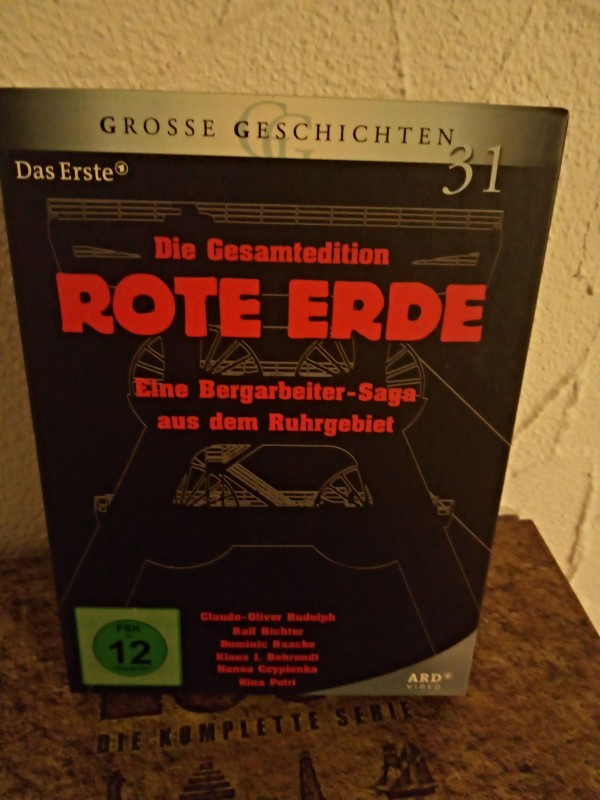 GROSSE GESCHICHTEN
31
Das Erste
Die Gesamtedition
ROTE ERDE
Eine Bergarbeiter-Saga
aus dem Ruhrgebiet
Claude-Oliver Rudolph
Ralf Richter
Dominic Raacke
Klaus J. Behrendt
Hansa Czypionka
Nina Petri
FSK
12
ARD
VIDEO
DIE KOMPLETTE SERIE